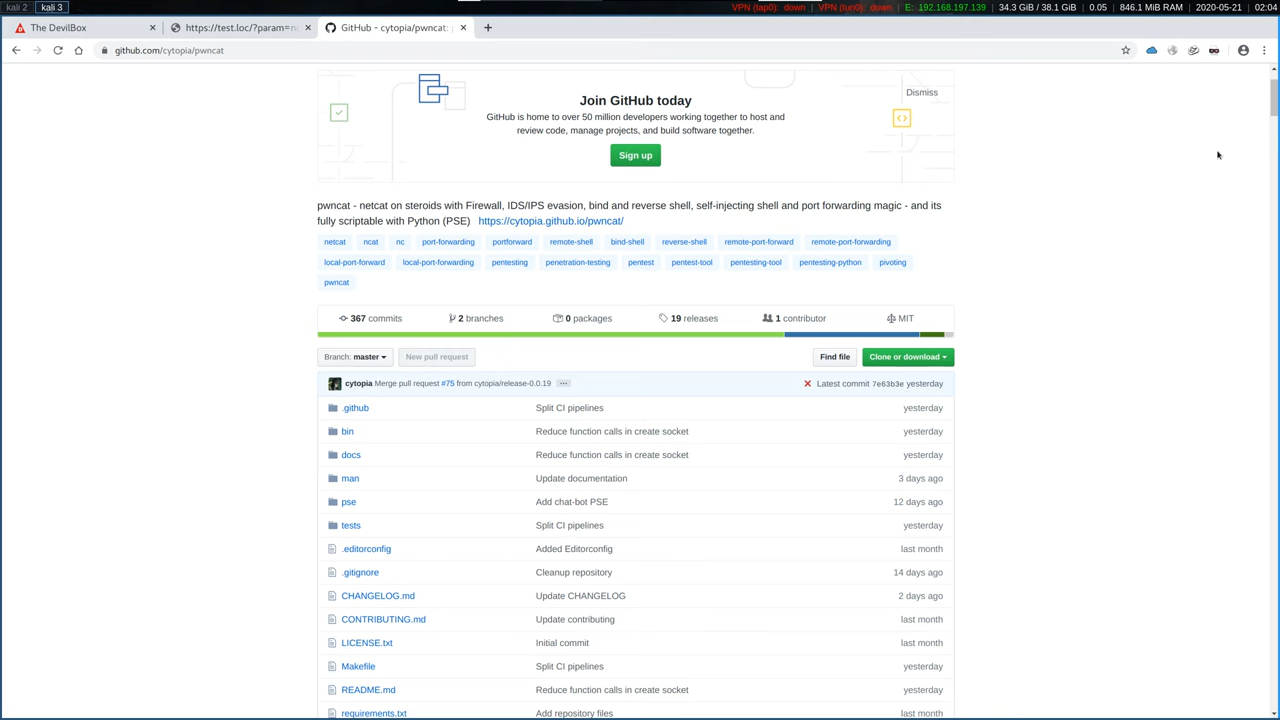 kali 2 kali 3 VPN (tap0): down | VPN (tun0): down | E: 192.168.197.139 | 34.3 GiB / 38.1 GiB | 0.05 | 846.1 MiB RAM | 2020-05-21 | 02:04
The DevilBox https://test.loc/?param=n GitHub - cytopia/pwncat:
github.com/cytopia/pwncat
Dismiss
Join GitHub today
GitHub is home to over 50 million developers working together to host and
review code, manage projects, and build software together.
Sign up
pwncat - netcat on steroids with Firewall, IDS/IPS evasion, bind and reverse shell, self-injecting shell and port forwarding magic - and its
fully scriptable with Python (PSE) https://cytopia.github.io/pwncat/
netcat ncat nc port-forwarding portforward remote-shell bind-shell reverse-shell remote-port-forward remote-port-forwarding
local-port-forward local-port-forwarding pentesting penetration-testing pentest pentest-tool pentesting-tool pentesting-python pivoting
pwncat
367 commits 2 branches 0 packages 19 releases 1 contributor MIT
Branch: master New pull request Find file Clone or download
cytopia Merge pull request #75 from cytopia/release-0.0.19 ... Latest commit 7e63b3e yesterday
.github Split CI pipelines yesterday
bin Reduce function calls in create socket yesterday
docs Reduce function calls in create socket yesterday
man Update documentation 3 days ago
pse Add chat-bot PSE 12 days ago
tests Split CI pipelines yesterday
.editorconfig Added Editorconfig last month
.gitignore Cleanup repository 14 days ago
CHANGELOG.md Update CHANGELOG 2 days ago
CONTRIBUTING.md Update contributing last month
LICENSE.txt Initial commit last month
Makefile Split CI pipelines yesterday
README.md Reduce function calls in create socket yesterday
requirements.txt Add repository files last month